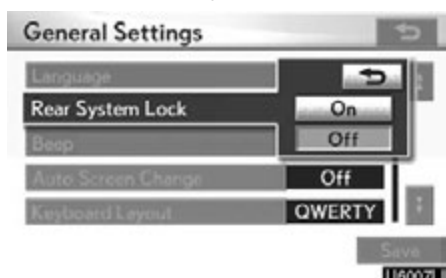 General Settings
Language
Rear System Lock
On
Beep
Off
Auto Screen Change
Off
Keyboard Layout
QWERTY
Save
U6007L